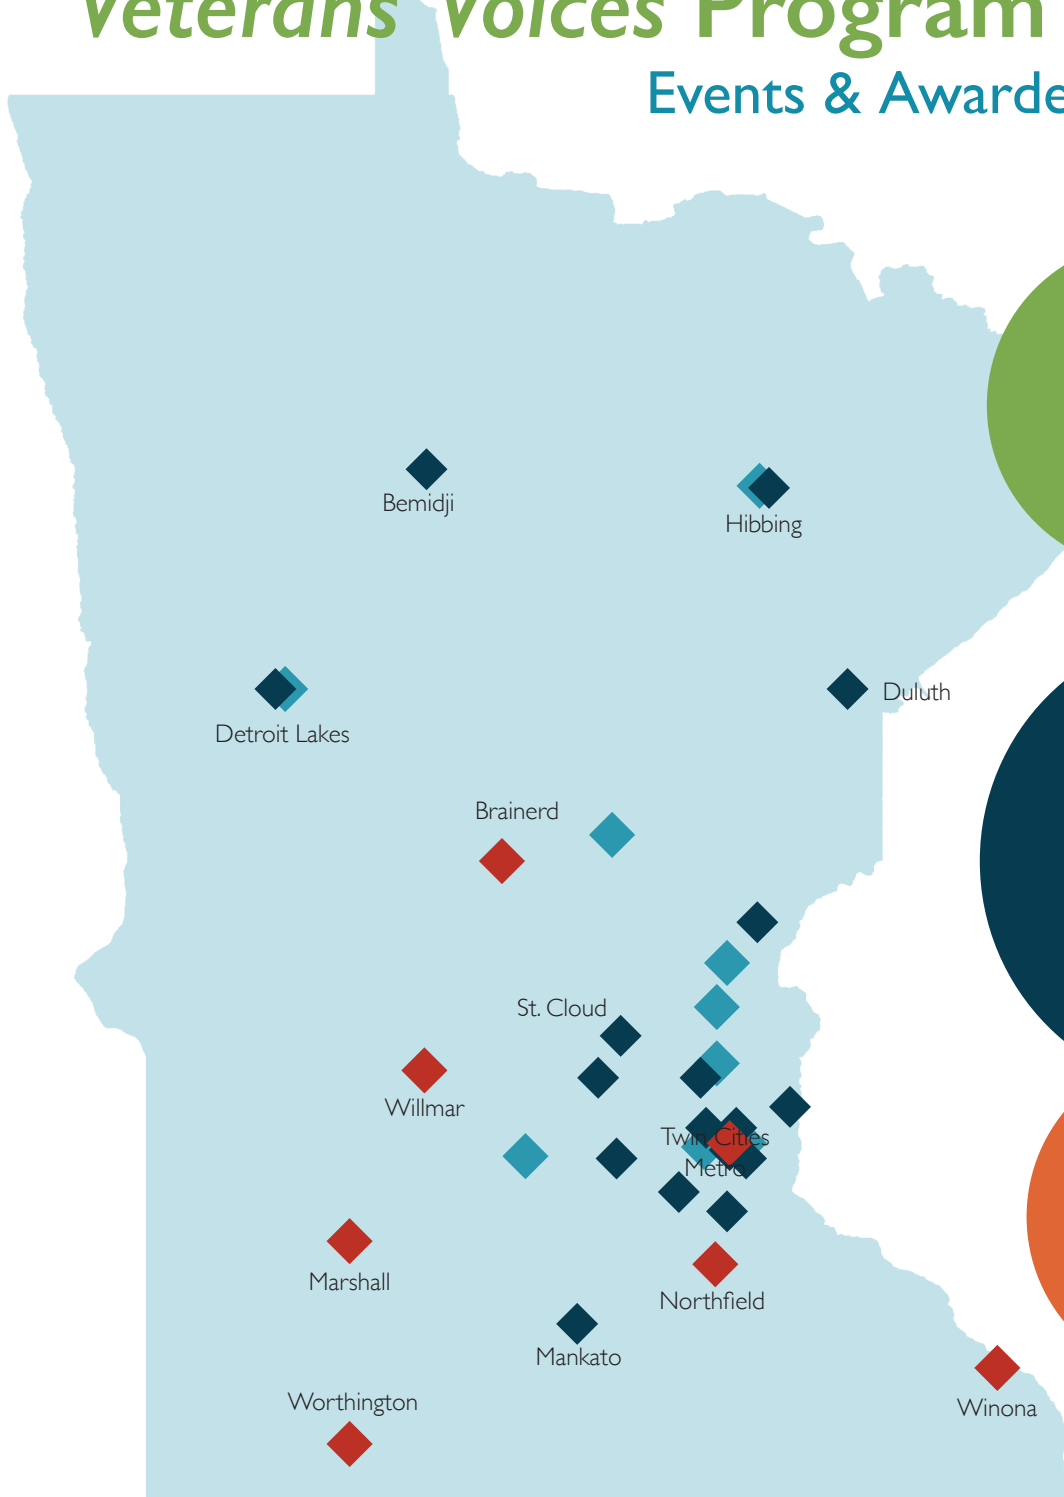 Veterans' Voices Program
Events & Awarde
Bemidji
Hibbing
Detroit Lakes
Duluth
Brainerd
St. Cloud
Willmar
Twin Cities
Metro
Marshall
Northfield
Mankato
Worthington
Winona